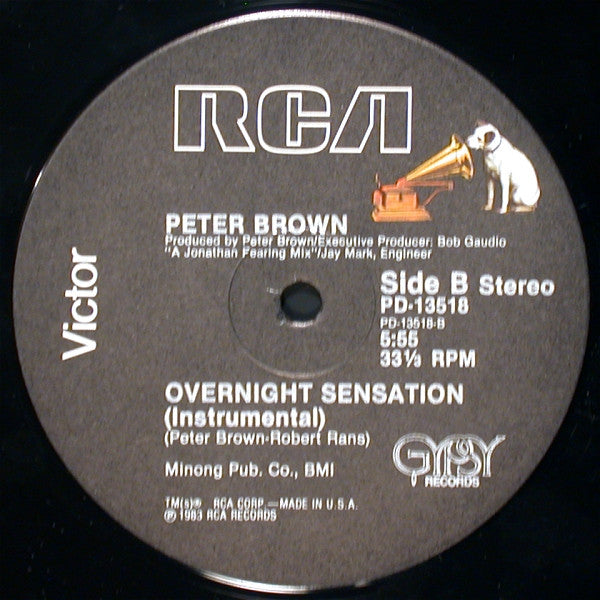 RCA
Victor
PETER BROWN
Produced by Peter Brown/Executive Producer: Bob Gaudio
"A Jonathan Fearing Mix"/Jay Mark, Engineer
Side B Stereo
PD-13518
PD-13518-B
5:55
33⅓ RPM
OVERNIGHT SENSATION
(Instrumental)
(Peter Brown-Robert Rans)
Minong Pub. Co., BMI
GYPSY
RECORDS
TM(s)® RCA CORP.—MADE IN U.S.A.
℗ 1983 RCA RECORDS